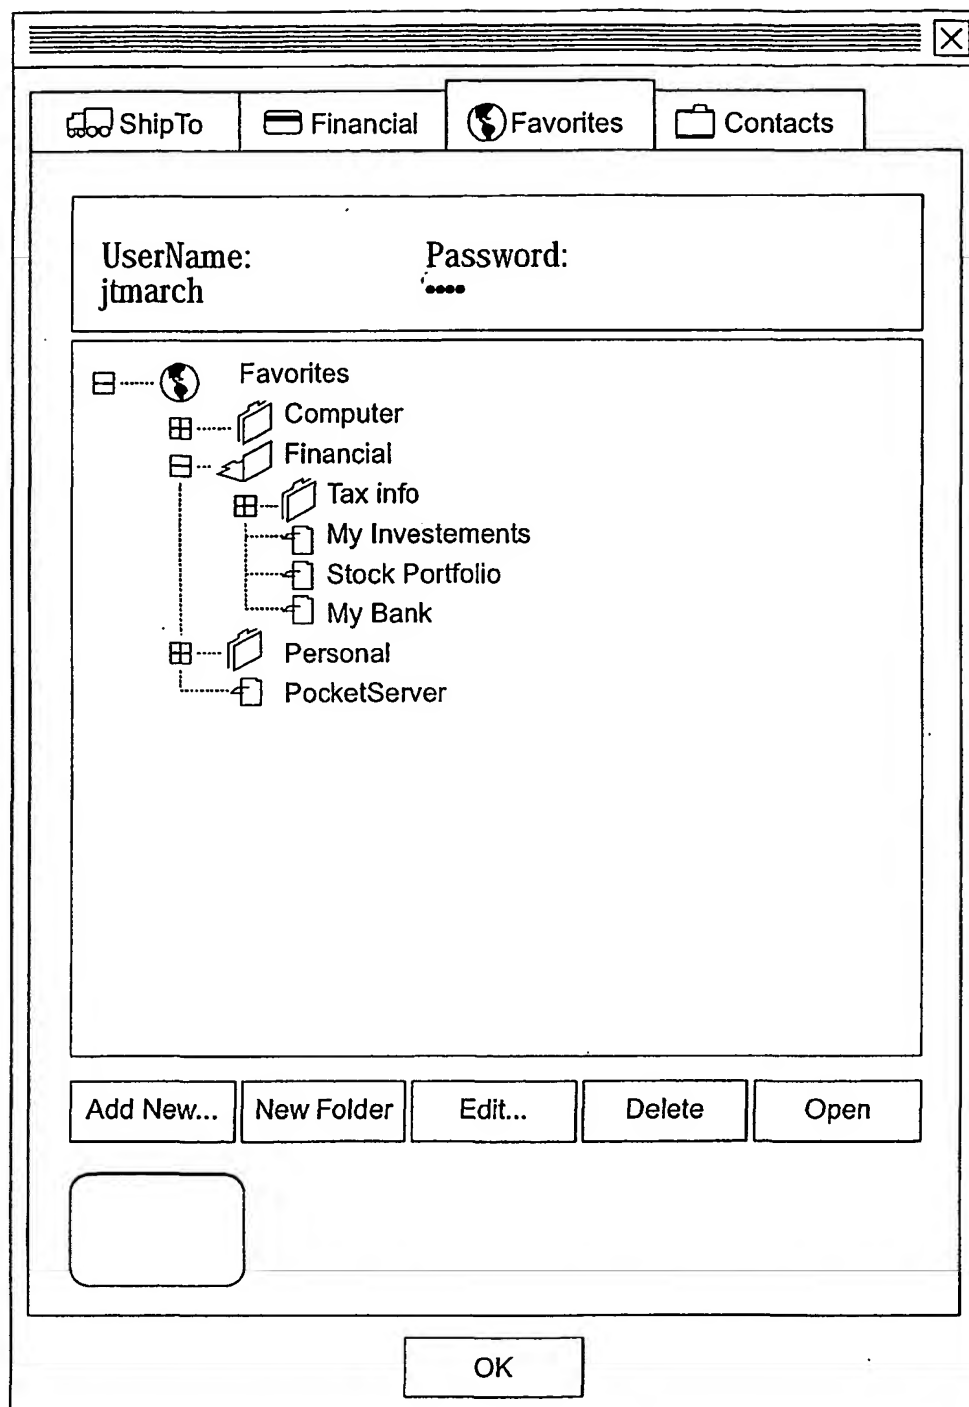 ShipTo Financial Favorites Contacts
UserName: Password:
jtmarch ••••
Favorites
Computer
Financial
Tax info
My Investements
Stock Portfolio
My Bank
Personal
PocketServer
Add New... New Folder Edit... Delete Open
OK